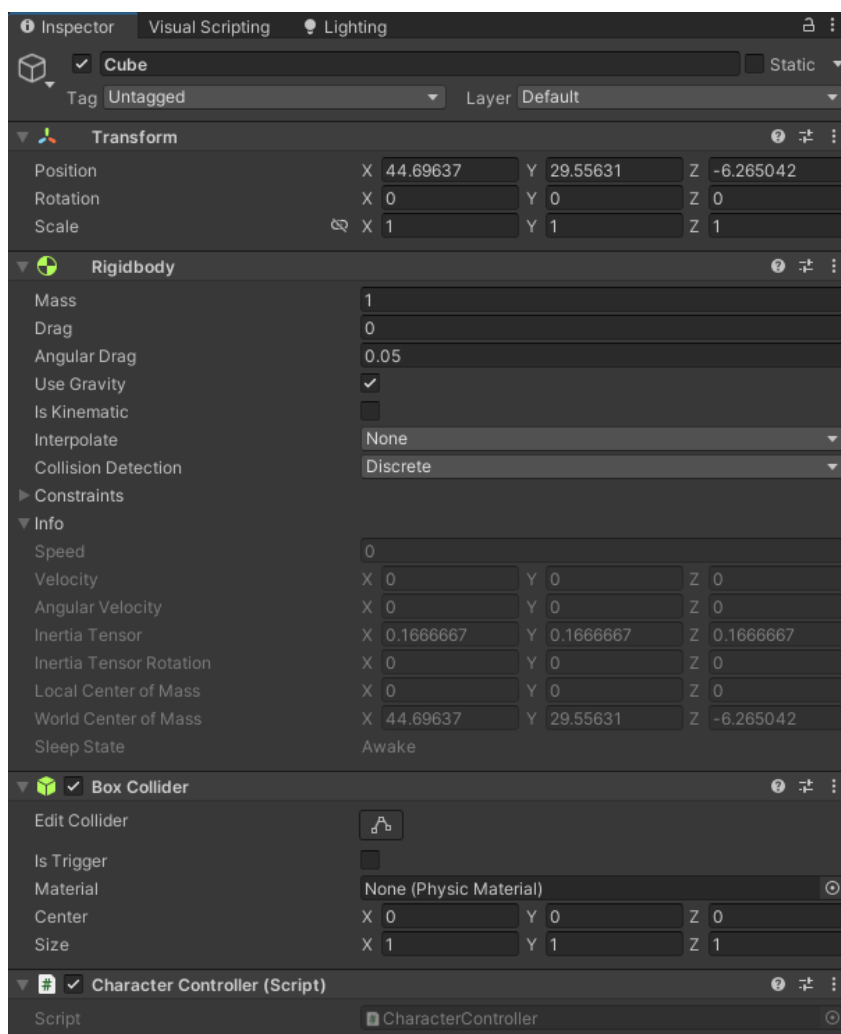 Inspector Visual Scripting Lighting
Cube Static
Tag Untagged Layer Default
Transform
Position X 44.69637 Y 29.55631 Z -6.265042
Rotation X 0 Y 0 Z 0
Scale X 1 Y 1 Z 1
Rigidbody
Mass 1
Drag 0
Angular Drag 0.05
Use Gravity
Is Kinematic
Interpolate None
Collision Detection Discrete
Constraints
Info
Speed 0
Velocity X 0 Y 0 Z 0
Angular Velocity X 0 Y 0 Z 0
Inertia Tensor X 0.1666667 Y 0.1666667 Z 0.1666667
Inertia Tensor Rotation X 0 Y 0 Z 0
Local Center of Mass X 0 Y 0 Z 0
World Center of Mass X 44.69637 Y 29.55631 Z -6.265042
Sleep State Awake
Box Collider
Edit Collider
Is Trigger
Material None (Physic Material)
Center X 0 Y 0 Z 0
Size X 1 Y 1 Z 1
# Character Controller (Script)
Script CharacterController